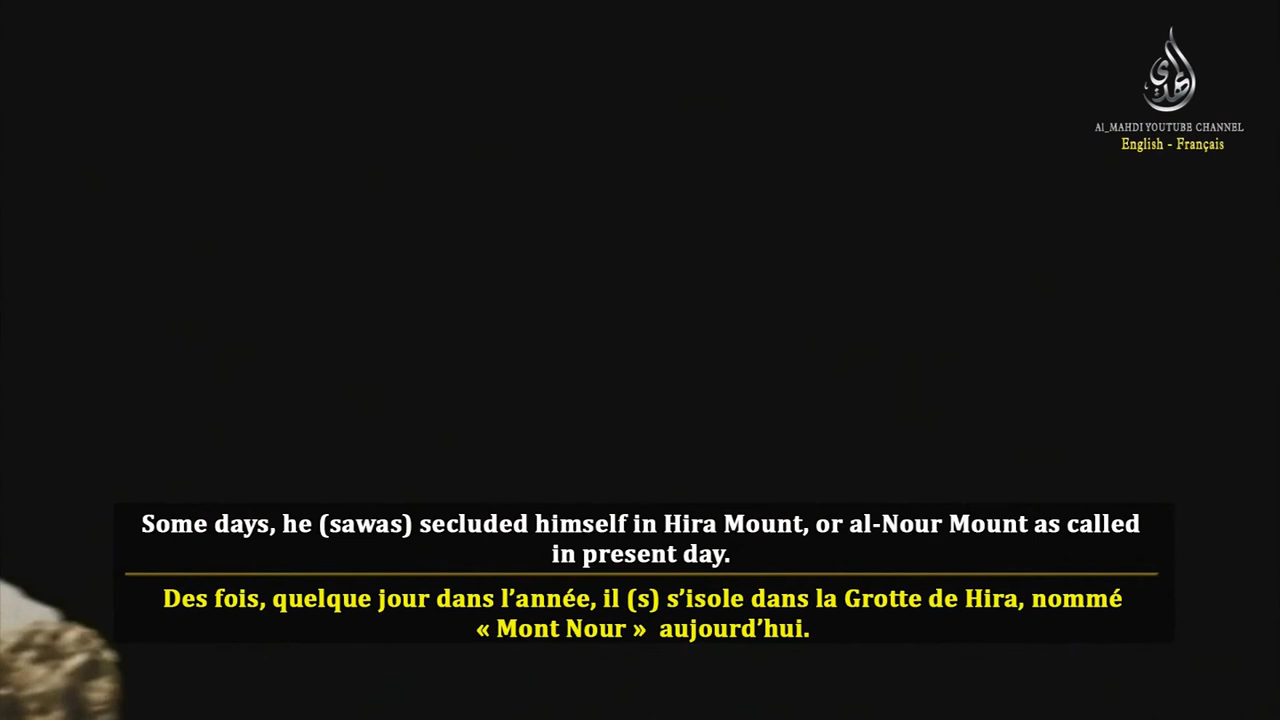 المهدي
Al_MAHDI YOUTUBE CHANNEL
English - Français
Some days, he (sawas) secluded himself in Hira Mount, or al-Nour Mount as called
in present day.
Des fois, quelque jour dans l’année, il (s) s’isole dans la Grotte de Hira, nommé
« Mont Nour » aujourd’hui.